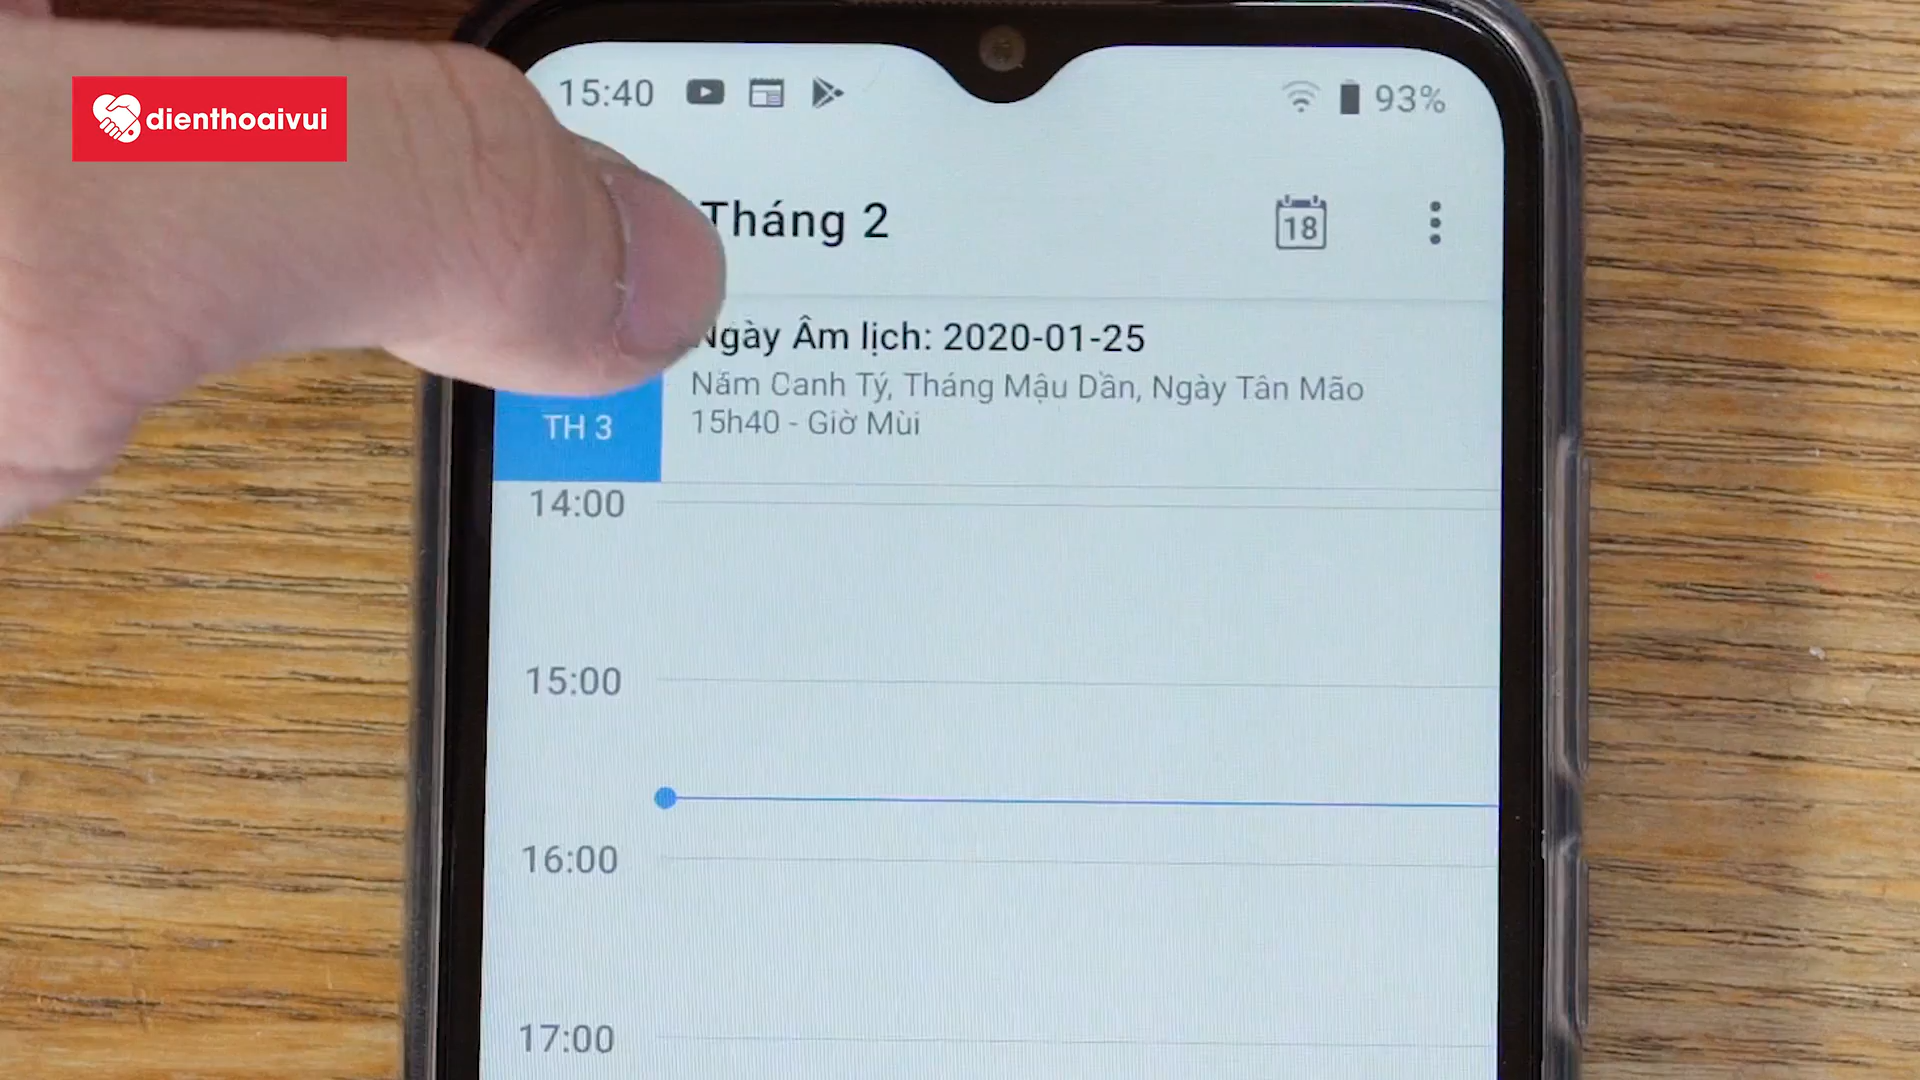 dienthoaivui
15:40
93%
Tháng 2
18
Ngày Âm lịch: 2020-01-25
Năm Canh Tý, Tháng Mậu Dần, Ngày Tân Mão
15h40 - Giờ Mùi
TH 3
14:00
15:00
16:00
17:00